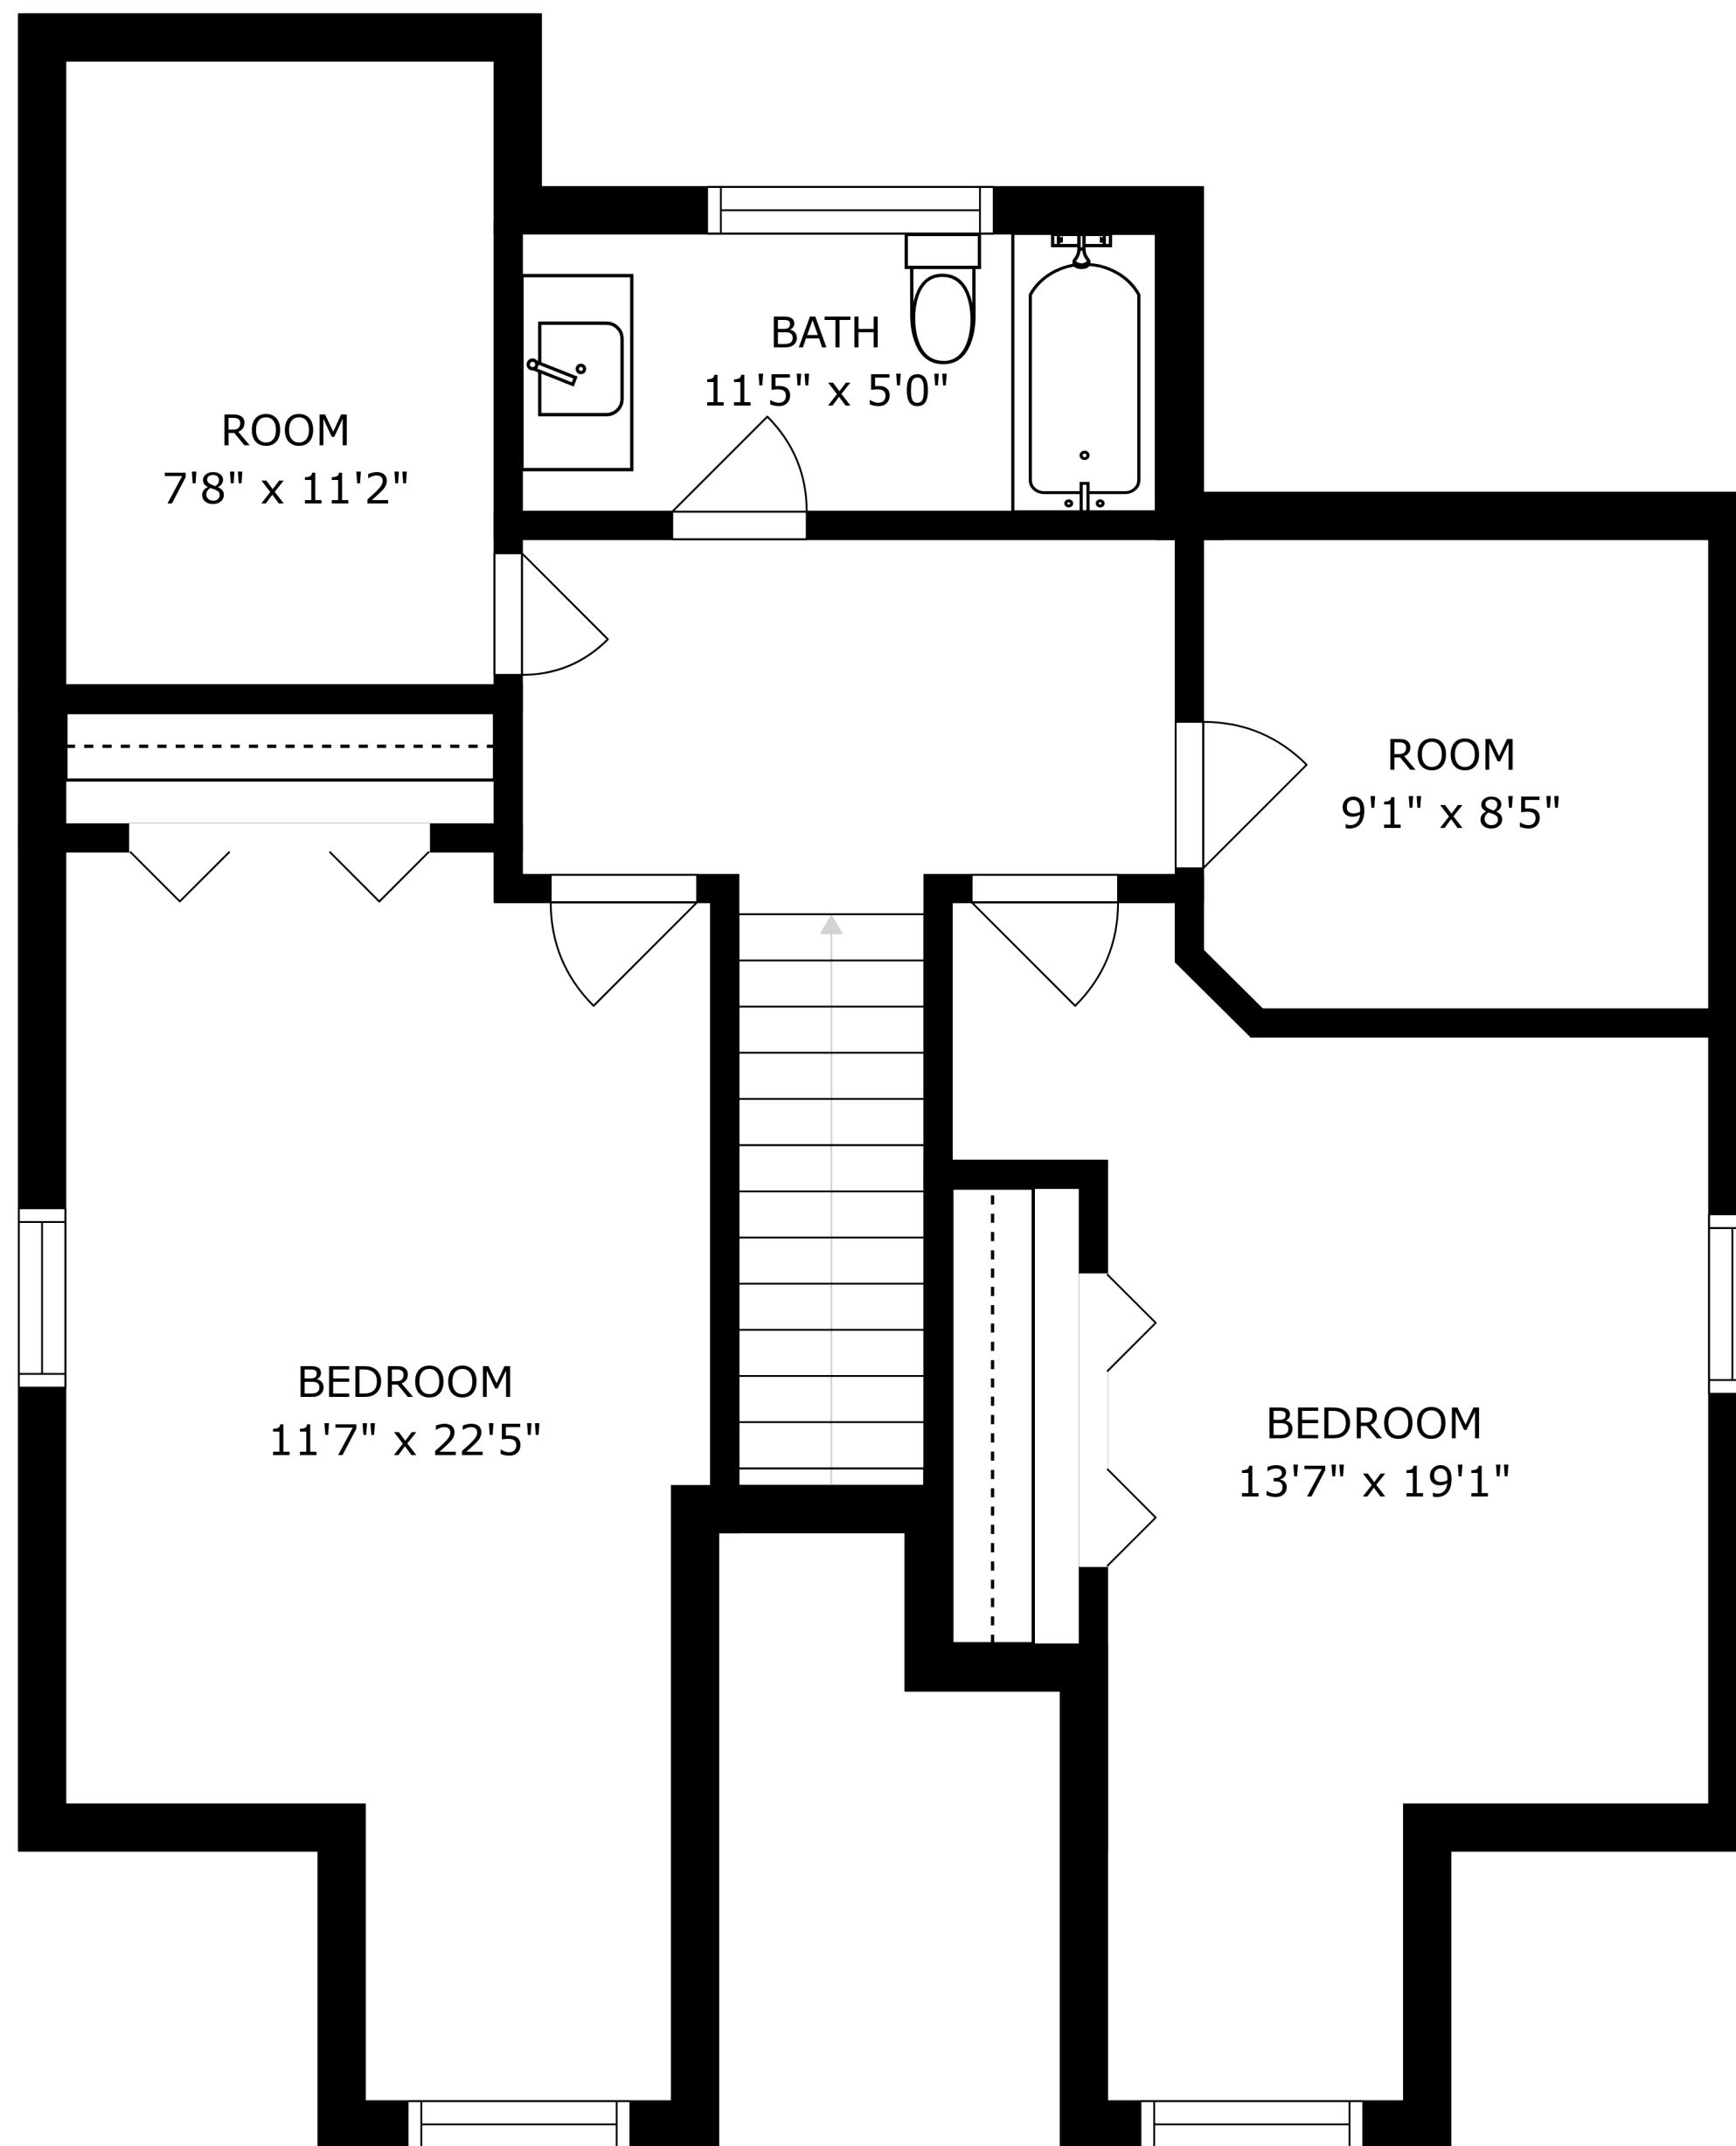 BATH
11'5" x 5'0"
ROOM
7'8" x 11'2"
ROOM
9'1" x 8'5"
BEDROOM
11'7" x 22'5"
BEDROOM
13'7" x 19'1"